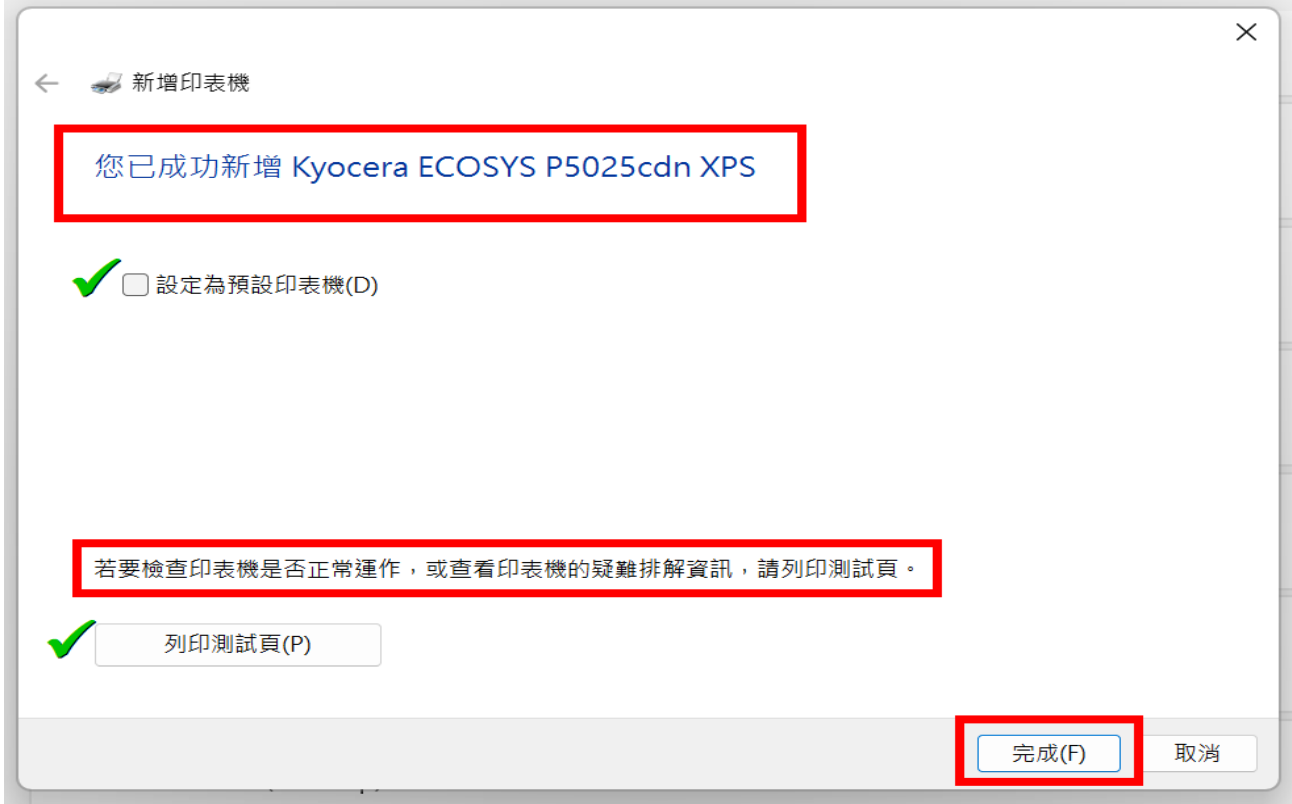 新增印表機
您已成功新增 Kyocera ECOSYS P5025cdn XPS
設定為預設印表機(D)
若要檢查印表機是否正常運作，或查看印表機的疑難排解資訊，請列印測試頁。
列印測試頁(P)
完成(F)
取消